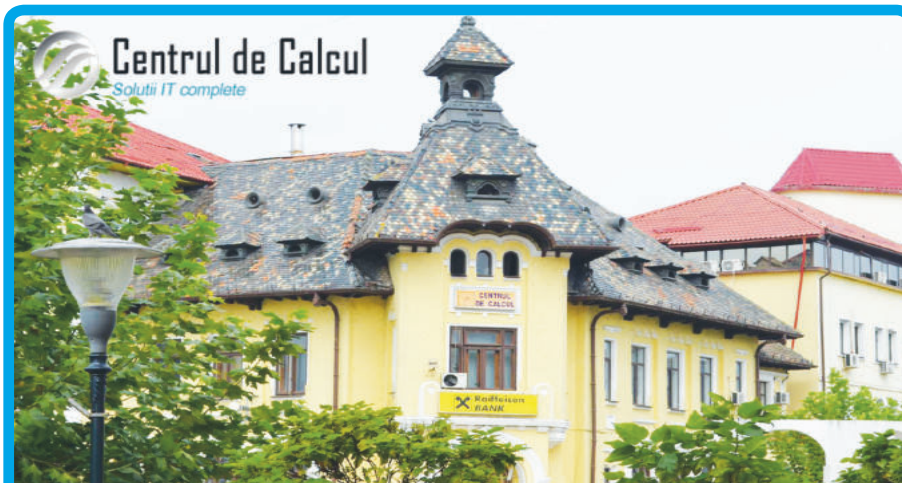 Centrul de Calcul
Solutii IT complete
CENTRUL
DE CALCUL
Raiffeisen
BANK